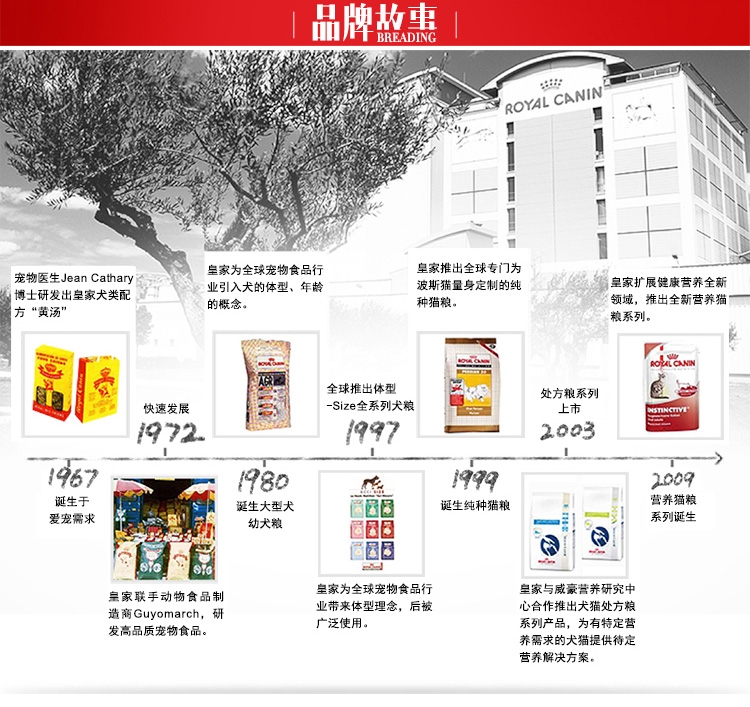 品牌故事
BREADING
ROYAL CANIN
宠物医生Jean Cathary
博士研发出皇家犬类配
方“黄汤”
皇家为全球宠物食品行
业引入犬的体型、年龄
的概念。
皇家推出全球专门为
波斯猫量身定制的纯
种猫粮。
皇家扩展健康营养全新
领域，推出全新营养猫
粮系列。
ROYAL CANIN
AGR
ROYAL CANIN
ROYAL CANIN
INSTINCTIVE
快速发展
1972
全球推出体型
-Size全系列犬粮
1997
处方粮系列
上市
2003
1967
诞生于
爱宠需求
1980
诞生大型犬
幼犬粮
1999
诞生纯种猫粮
2009
营养猫粮
系列诞生
皇家联手动物食品制
造商Guyomarch，研
发高品质宠物食品。
皇家为全球宠物食品行
业带来体型理念，后被
广泛使用。
皇家与威豪营养研究中
心合作推出犬猫处方粮
系列产品，为有特定营
养需求的犬猫提供待定
营养解决方案。